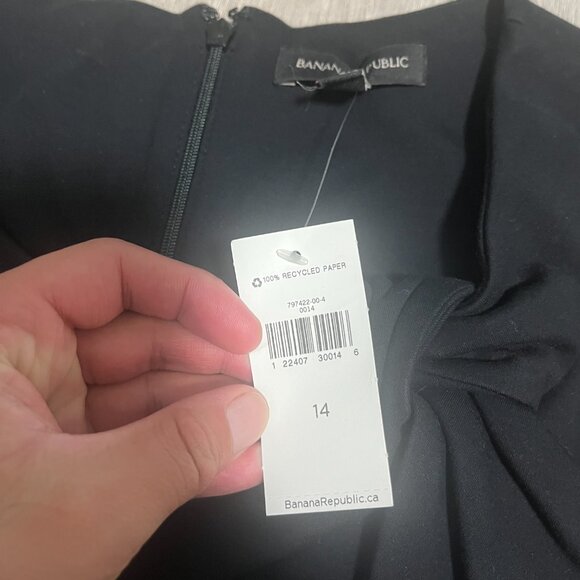 BANANA REPUBLIC
100% RECYCLED PAPER
797422-00-4
0014
1 22407 30014 6
14
BananaRepublic.ca